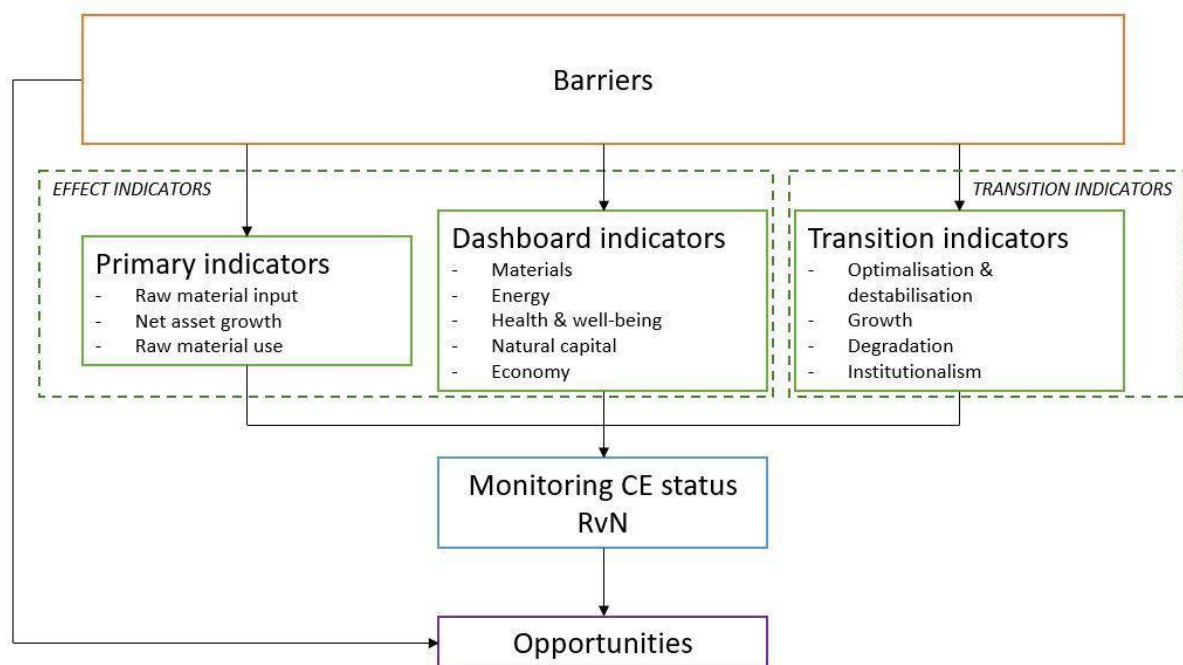 Barriers
EFFECT INDICATORS
TRANSITION INDICATORS
Primary indicators
- Raw material input
- Net asset growth
- Raw material use
Dashboard indicators
- Materials
- Energy
- Health & well-being
- Natural capital
- Economy
Transition indicators
- Optimalisation &
destabilisation
- Growth
- Degradation
- Institutionalism
Monitoring CE status
RvN
Opportunities